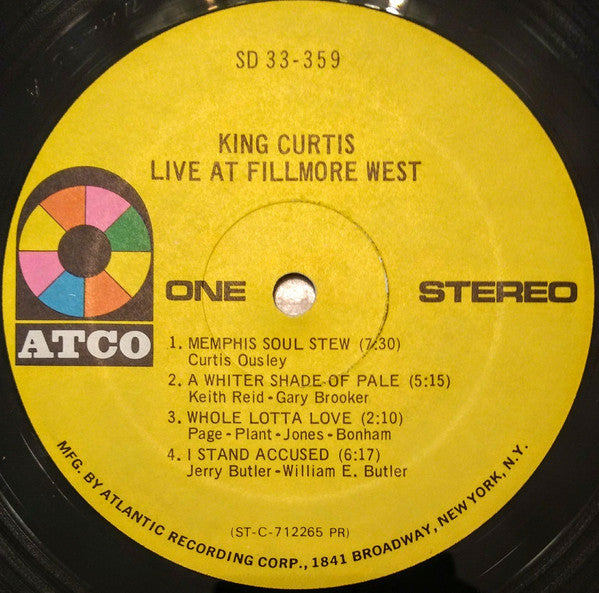 SD 33-359
KING CURTIS
LIVE AT FILLMORE WEST
ATCO
ONE
STEREO
1. MEMPHIS SOUL STEW (7:30)
Curtis Ousley
2. A WHITER SHADE OF PALE (5:15)
Keith Reid-Gary Brooker
3. WHOLE LOTTA LOVE (2:10)
Page-Plant-Jones-Bonham
4. I STAND ACCUSED (6:17)
Jerry Butler-William E. Butler
(ST-C-712265 PR)
MFG. BY ATLANTIC RECORDING CORP., 1841 BROADWAY, NEW YORK, N.Y.